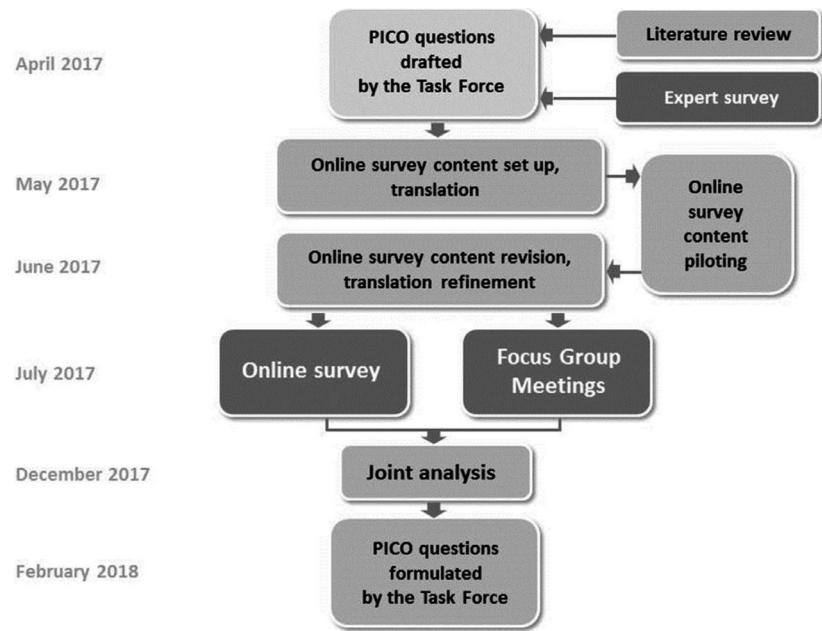 April 2017
PICO questions
drafted
by the Task Force
Literature review
Expert survey
May 2017
Online survey content set up,
translation
Online
survey
content
piloting
June 2017
Online survey content revision,
translation refinement
July 2017
Online survey
Focus Group
Meetings
December 2017
Joint analysis
February 2018
PICO questions
formulated
by the Task Force